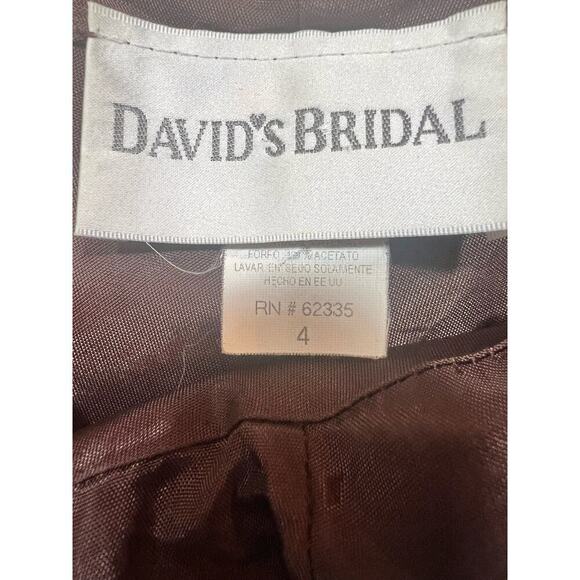 DAVID'S BRIDAL
ACETATO
LAVAR EN SECO SOLAMENTE
HECHO EN EE UU
RN # 62335
4